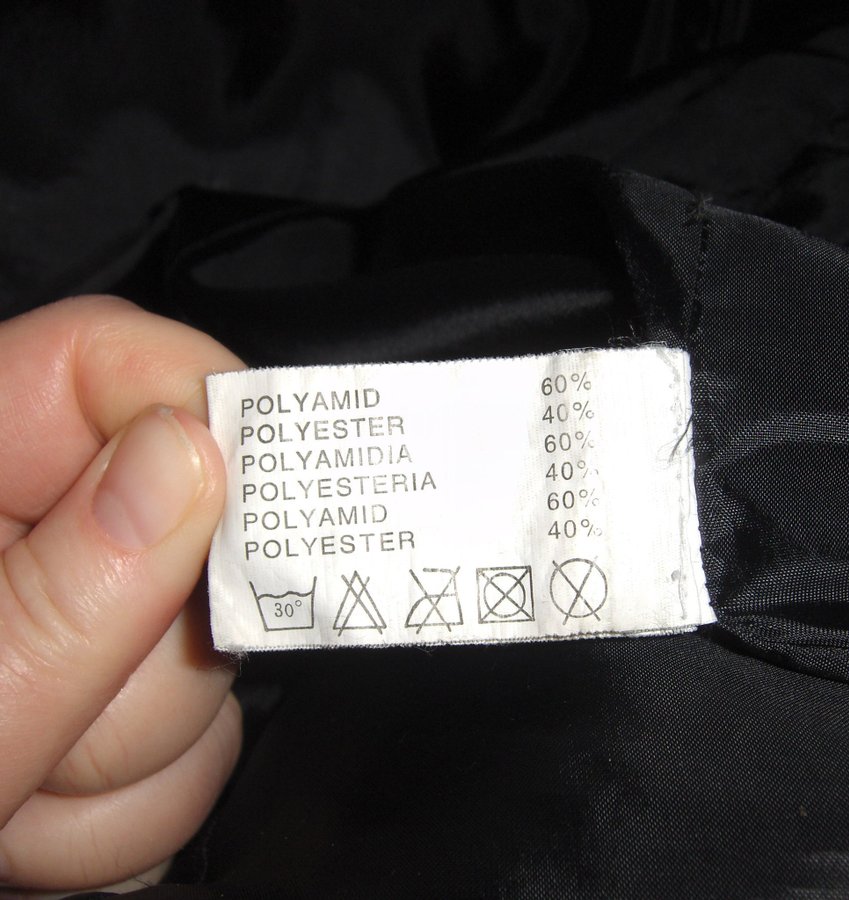 POLYAMID 60%
POLYESTER 40%
POLYAMIDIA 60%
POLYESTERIA 40%
POLYAMID 60%
POLYESTER 40%
30°